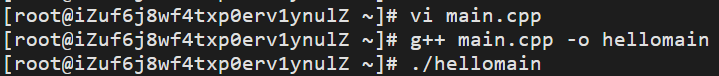 [root@iZuf6j8wf4txp0erv1ynulZ ~]# vi main.cpp
[root@iZuf6j8wf4txp0erv1ynulZ ~]# g++ main.cpp -o hellomain
[root@iZuf6j8wf4txp0erv1ynulZ ~]# ./hellomain